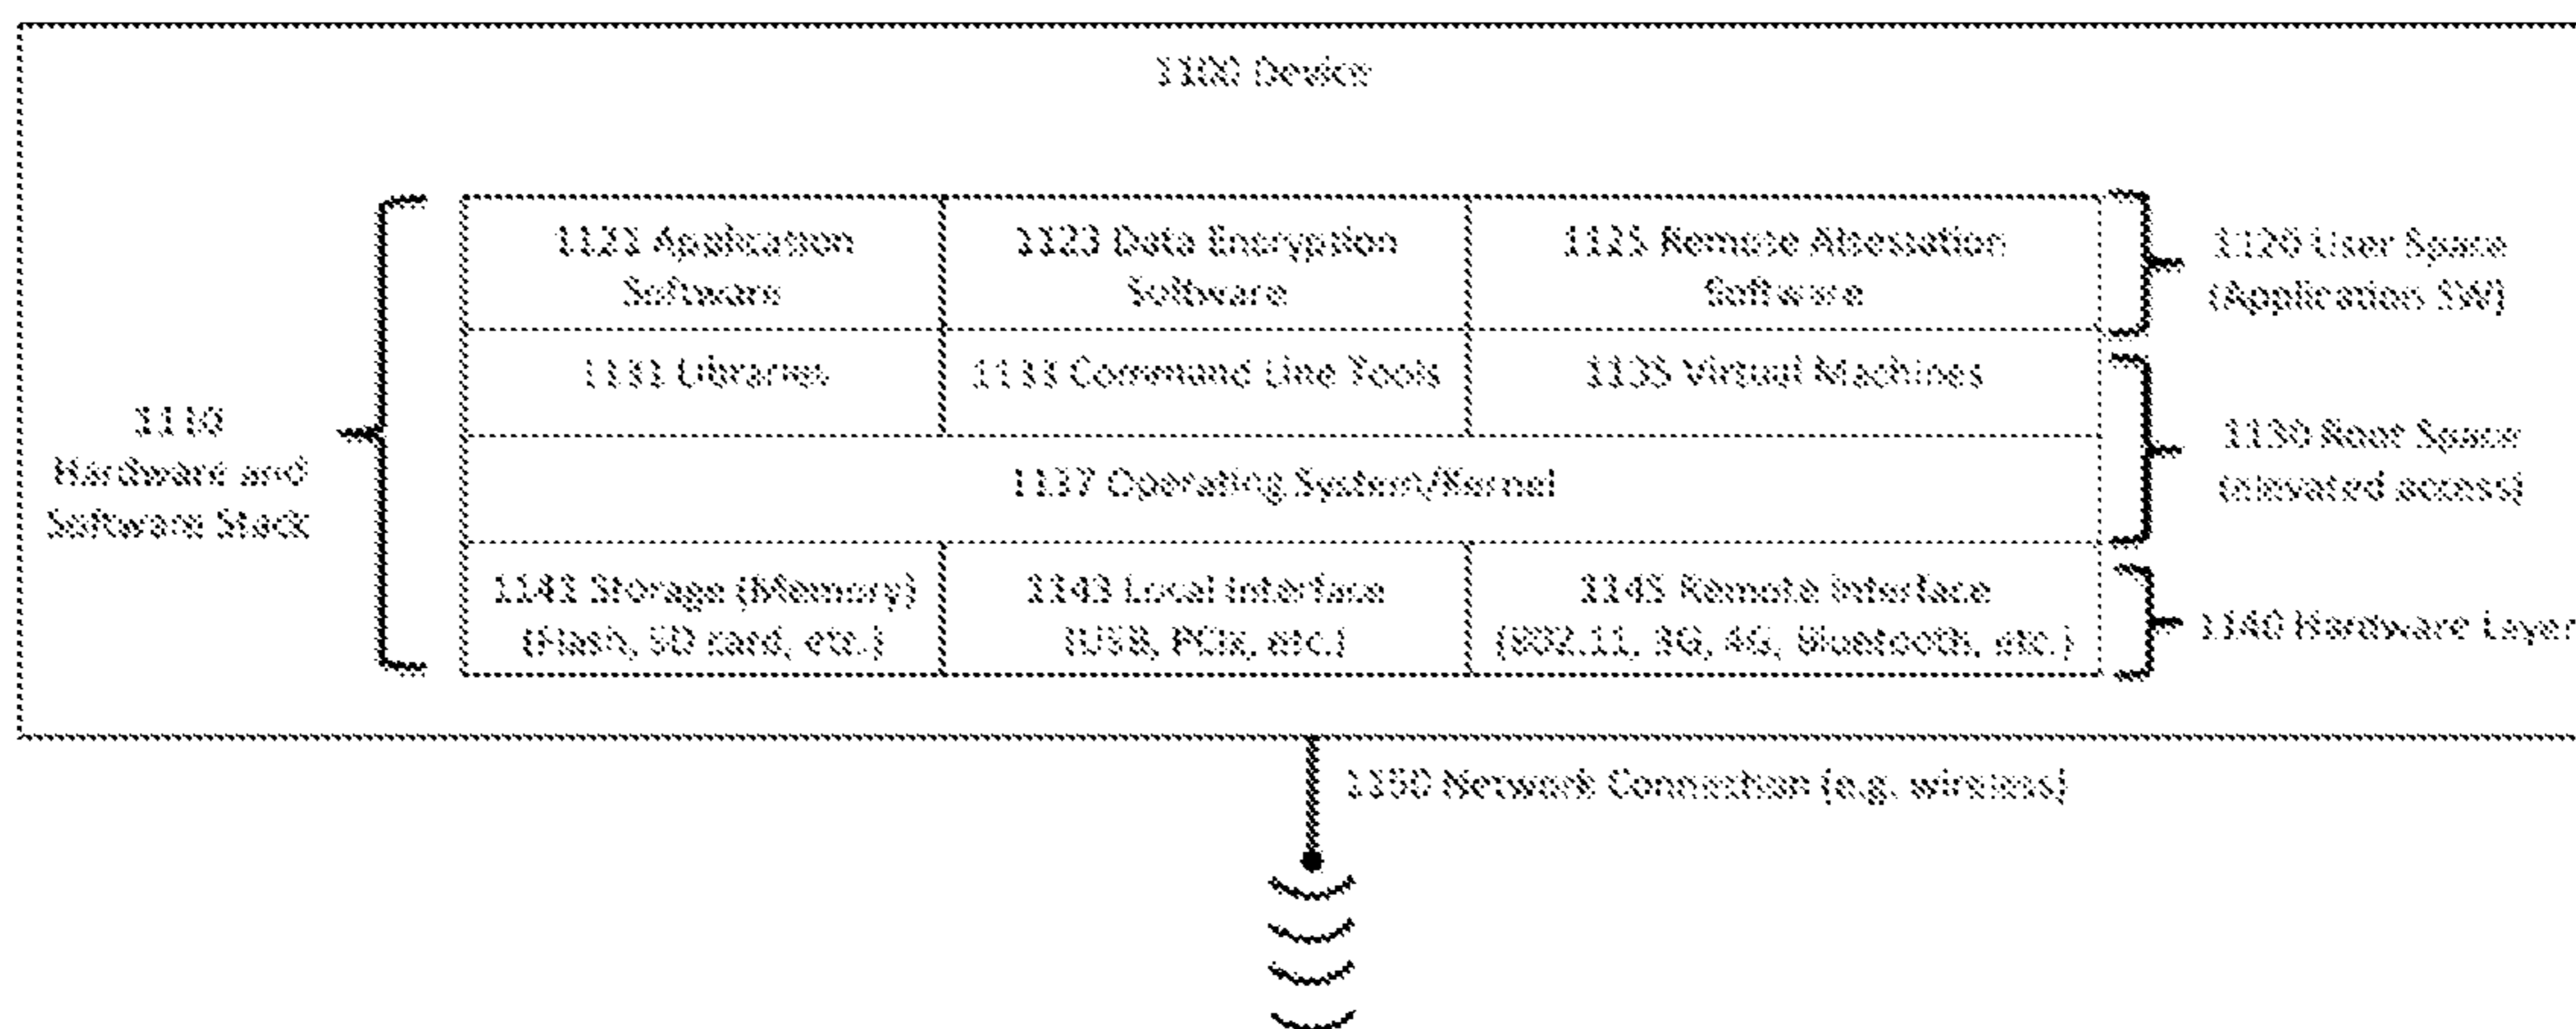 1100 Device
1110
Hardware and
Software Stack
1121 Application
Software
1123 Data Encryption
Software
1125 Remote Attestation
Software
1120 User Space
(Application SW)
1131 Libraries
1133 Command Line Tools
1135 Virtual Machines
1137 Operating System/Kernel
1130 Root Space
(elevated access)
1141 Storage (Memory)
(Flash, SD card, etc.)
1143 Local Interface
(USB, PCIx, etc.)
1145 Remote Interface
(802.11, 3G, 4G, Bluetooth, etc.)
1140 Hardware Layer
1150 Network Connection (e.g. wireless)